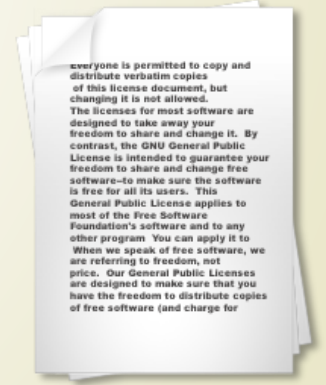 Everyone is permitted to copy and
distribute verbatim copies
of this license document, but
changing it is not allowed.
The licenses for most software are
designed to take away your
freedom to share and change it.  By
contrast, the GNU General Public
License is intended to guarantee your
freedom to share and change free
software--to make sure the software
is free for all its users.  This
General Public License applies to
most of the Free Software
Foundation's software and to any
other program  You can apply it to
When we speak of free software, we
are referring to freedom, not
price.  Our General Public Licenses
are designed to make sure that you
have the freedom to distribute copies
of free software (and charge for